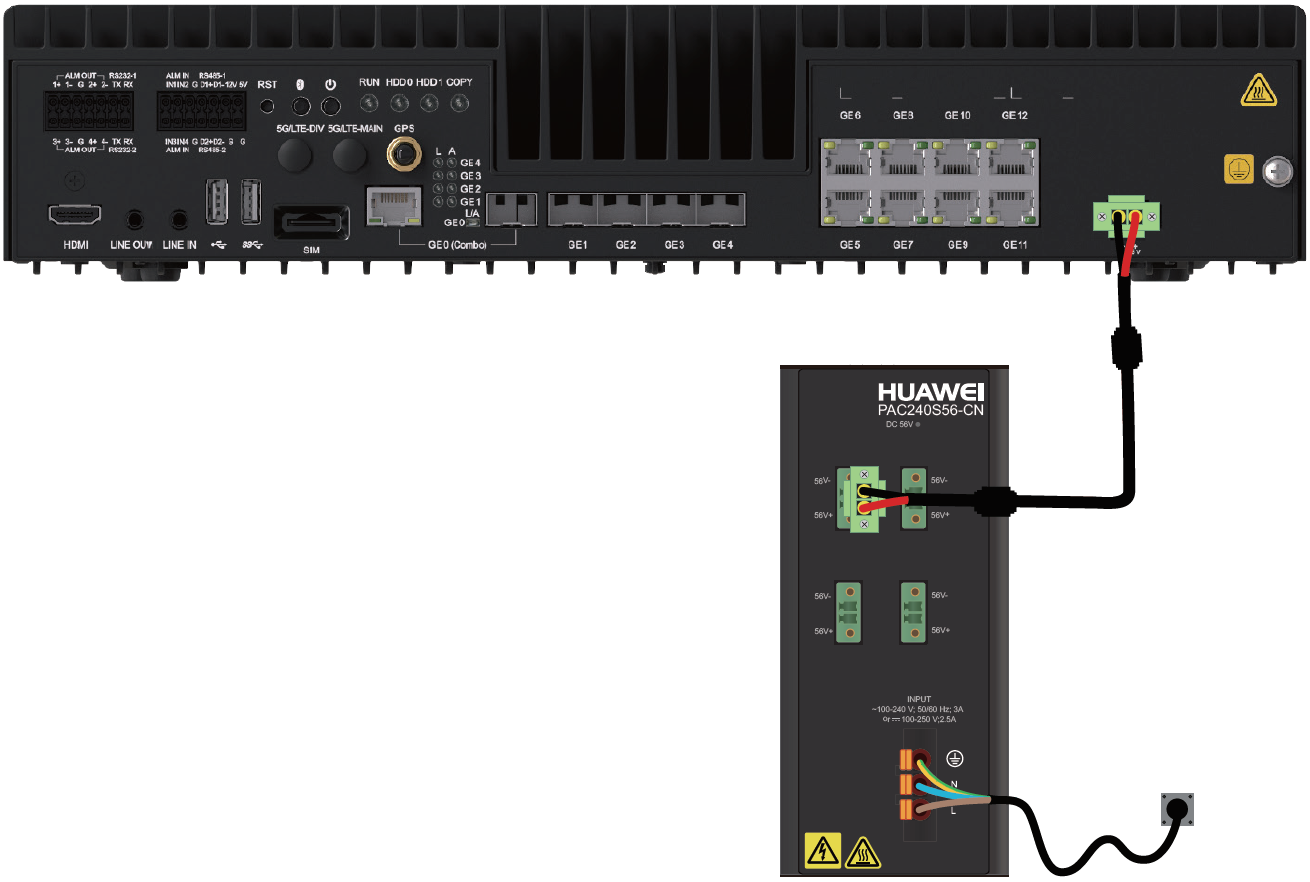 ALM OUT RS232-1
1+ 1- G 2+ 2- TX RX
3+ 3- G 4+ 4- TX RX
ALM OUT RS232-2
ALM IN RS485-1
IN1IN2 G D1+D1-12V 5V
IN3IN4 G D2+D2- G G
ALM IN RS485-2
RST
RUN HDD0 HDD1 COPY
5G/LTE-DIV 5G/LTE-MAIN GPS
L A
GE4
GE3
GE2
GE1
L/A
GE0
HDMI
LINE OUT
LINE IN
SS
SIM
GE0 (Combo)
GE1 GE2 GE3 GE4
GE6 GE8 GE10 GE12
GE5 GE7 GE9 GE11
HUAWEI
PAC240S56-CN
DC 56V
56V- 56V-
56V+ 56V+
56V- 56V-
56V+ 56V+
INPUT
~100-240 V; 50/60 Hz; 3A
or ⎓ 100-250 V;2.5A
N
L